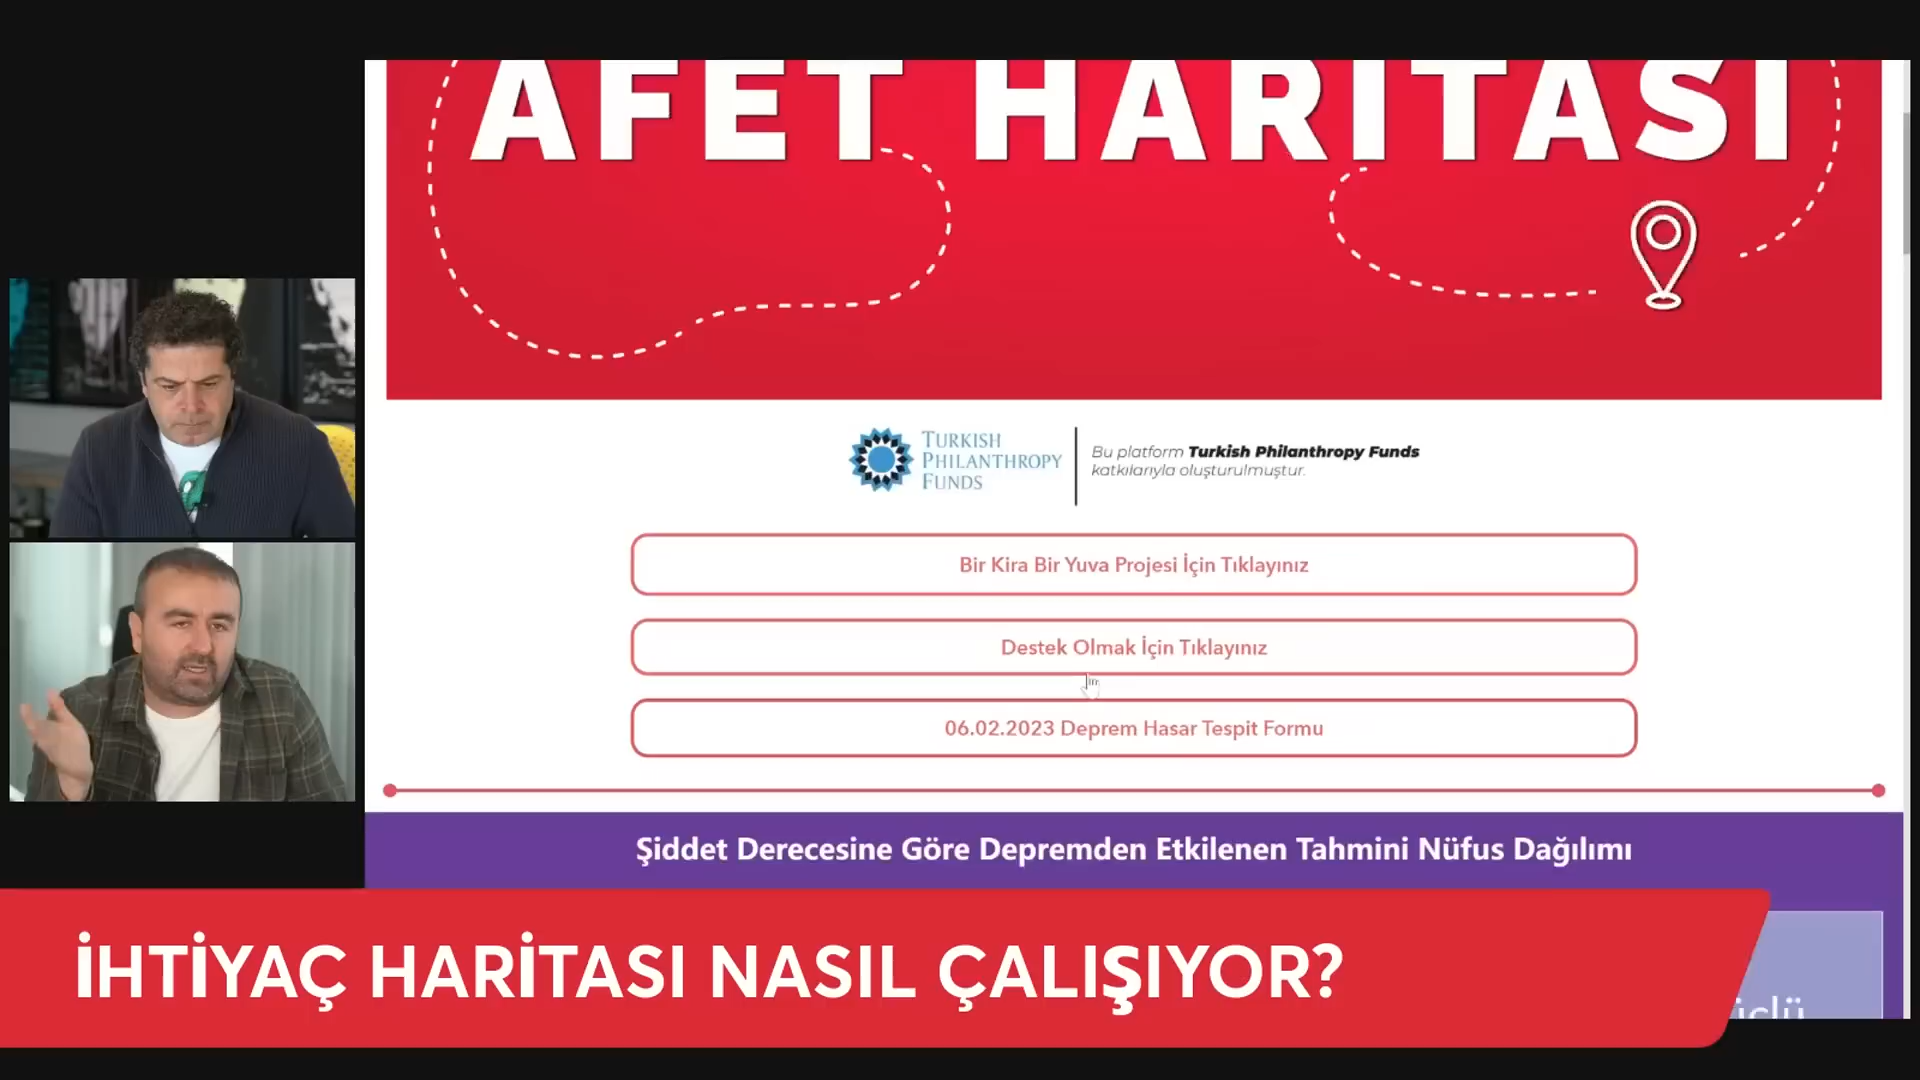 AFET HARİTASI
TURKISH
PHILANTHROPY
FUNDS
Bu platform Turkish Philanthropy Funds
katkılarıyla oluşturulmuştur.
Bir Kira Bir Yuva Projesi İçin Tıklayınız
Destek Olmak İçin Tıklayınız
06.02.2023 Deprem Hasar Tespit Formu
Şiddet Derecesine Göre Depremden Etkilenen Tahmini Nüfus Dağılımı
İHTİYAÇ HARİTASI NASIL ÇALIŞIYOR?